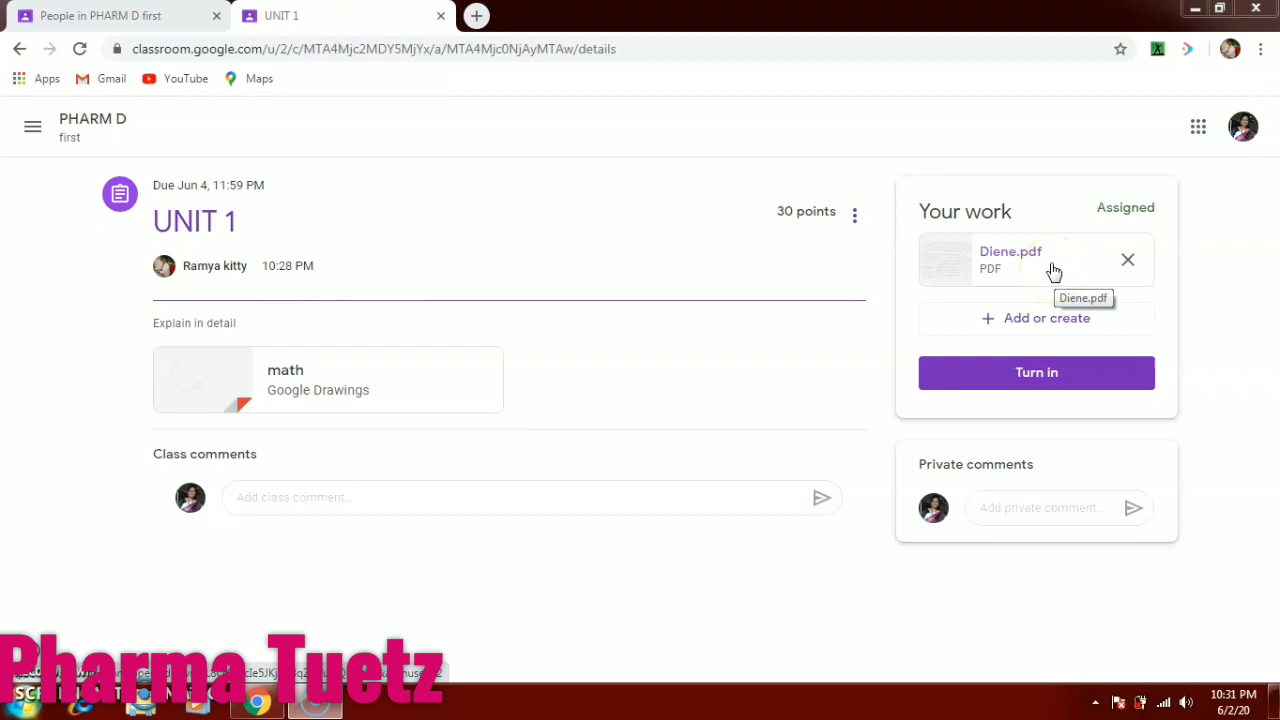 People in PHARM D first
UNIT 1
classroom.google.com/u/2/c/MTA4Mjc2MDY5MjYx/a/MTA4Mjc0NjAyMTAw/details
Apps Gmail YouTube Maps
PHARM D
first
Due Jun 4, 11:59 PM
UNIT 1
30 points
Ramya kitty 10:28 PM
Explain in detail
math
Google Drawings
Class comments
Add class comment...
Your work
Assigned
Diene.pdf
PDF
Diene.pdf
+ Add or create
Turn in
Private comments
Add private comment...
Pharma Tuetz
10:31 PM
6/2/20